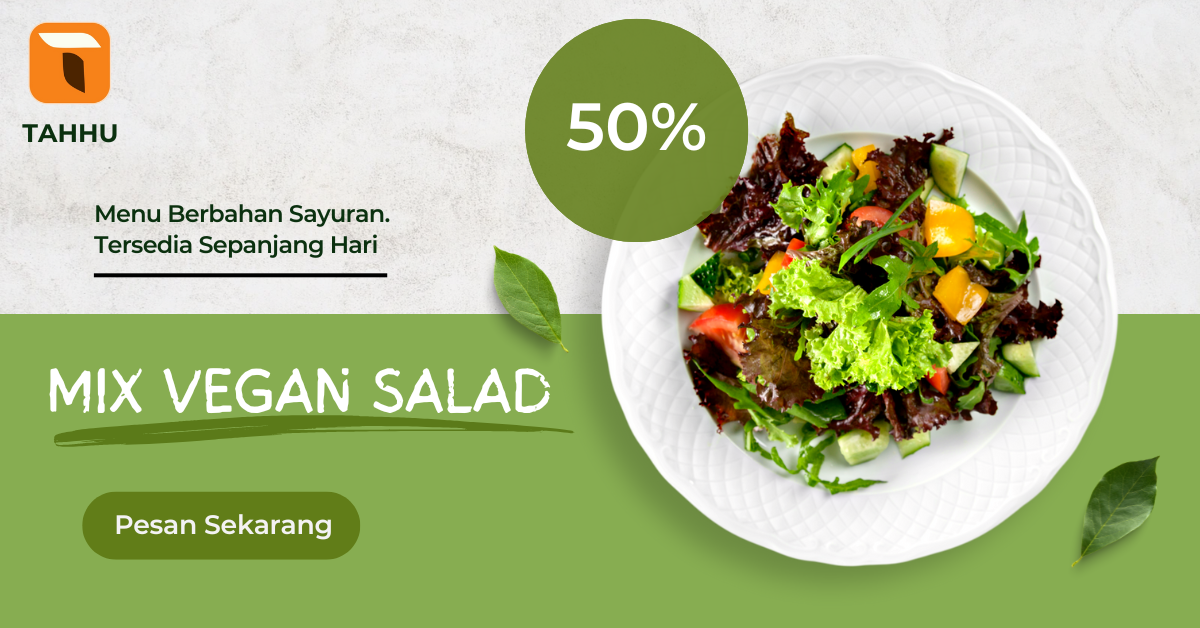 TAHHU
50%
Menu Berbahan Sayuran.
Tersedia Sepanjang Hari
MIX VEGAN SALAD
Pesan Sekarang